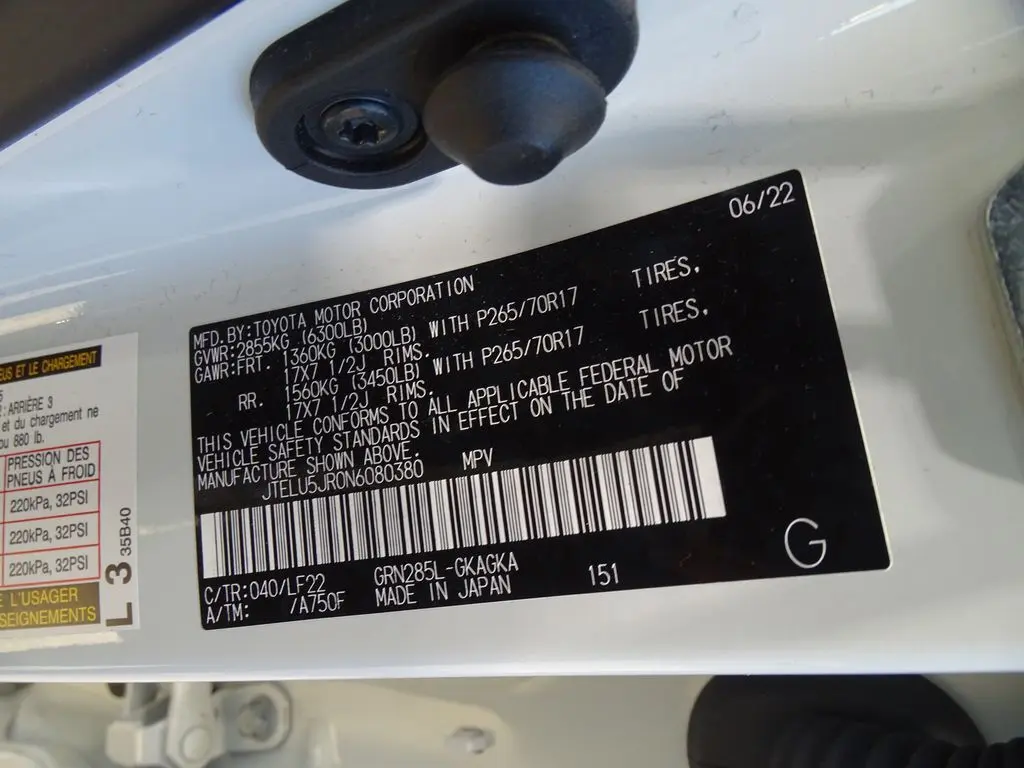 06/22
MFD.BY:TOYOTA MOTOR CORPORATION
GVWR:2855KG (6300LB)
GAWR:FRT. 1360KG (3000LB) WITH P265/70R17 TIRES,
17X7 1/2J RIMS.
RR. 1560KG (3450LB) WITH P265/70R17 TIRES,
17X7 1/2J RIMS.
THIS VEHICLE CONFORMS TO ALL APPLICABLE FEDERAL MOTOR
VEHICLE SAFETY STANDARDS IN EFFECT ON THE DATE OF
MANUFACTURE SHOWN ABOVE.
JTELU5JR0N6080380 MPV
C/TR:040/LF22 GRN285L-GKAGKA 151
A/TM: /A750F MADE IN JAPAN
G
ET LE CHARGEMENT
ARRIÈRE 3
et du chargement ne
880 lb.
PRESSION DES
PNEUS À FROID
220kPa, 32PSI
220kPa, 32PSI
220kPa, 32PSI
L'USAGER
L 3 35B40